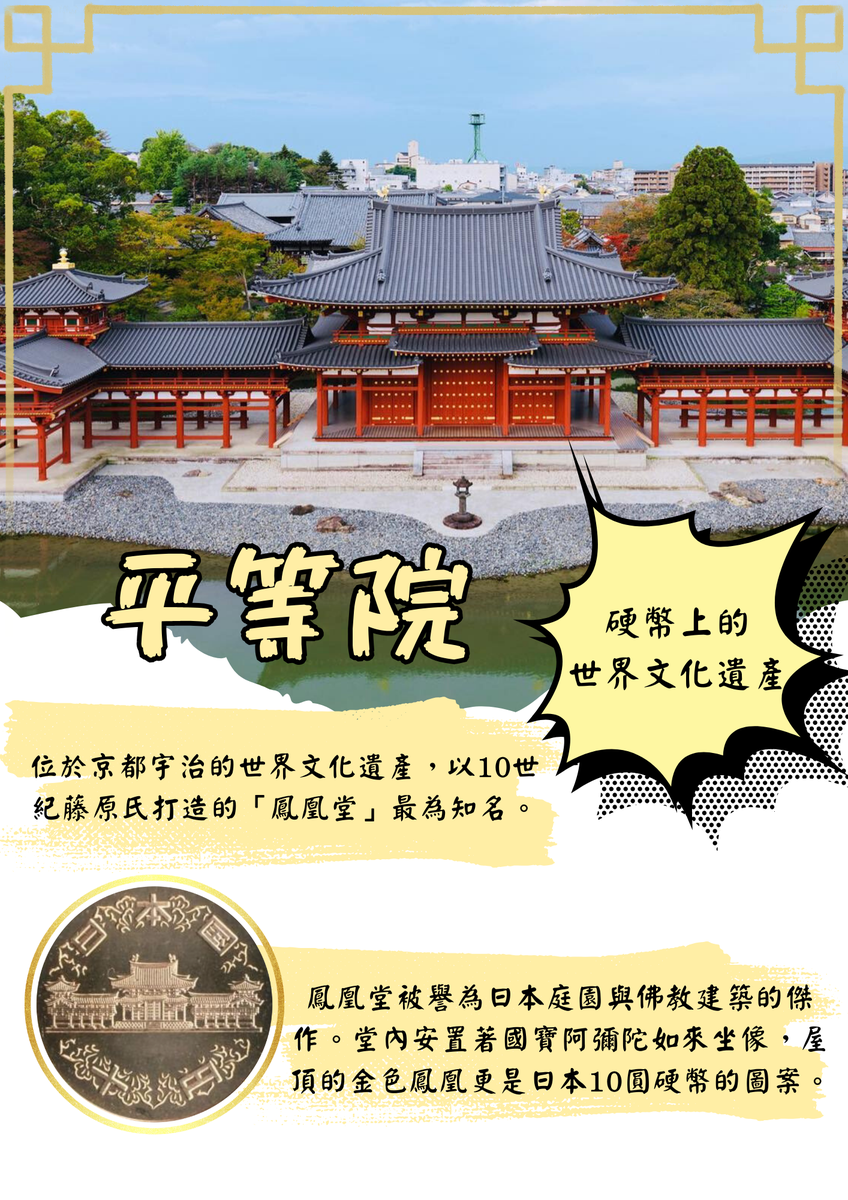 平等院
硬幣上的
世界文化遺產
位於京都宇治的世界文化遺產，以10世
紀藤原氏打造的「鳳凰堂」最為知名。
日本国
十円
鳳凰堂被譽為日本庭園與佛教建築的傑
作。堂內安置著國寶阿彌陀如來坐像，屋
頂的金色鳳凰更是日本10圓硬幣的圖案。